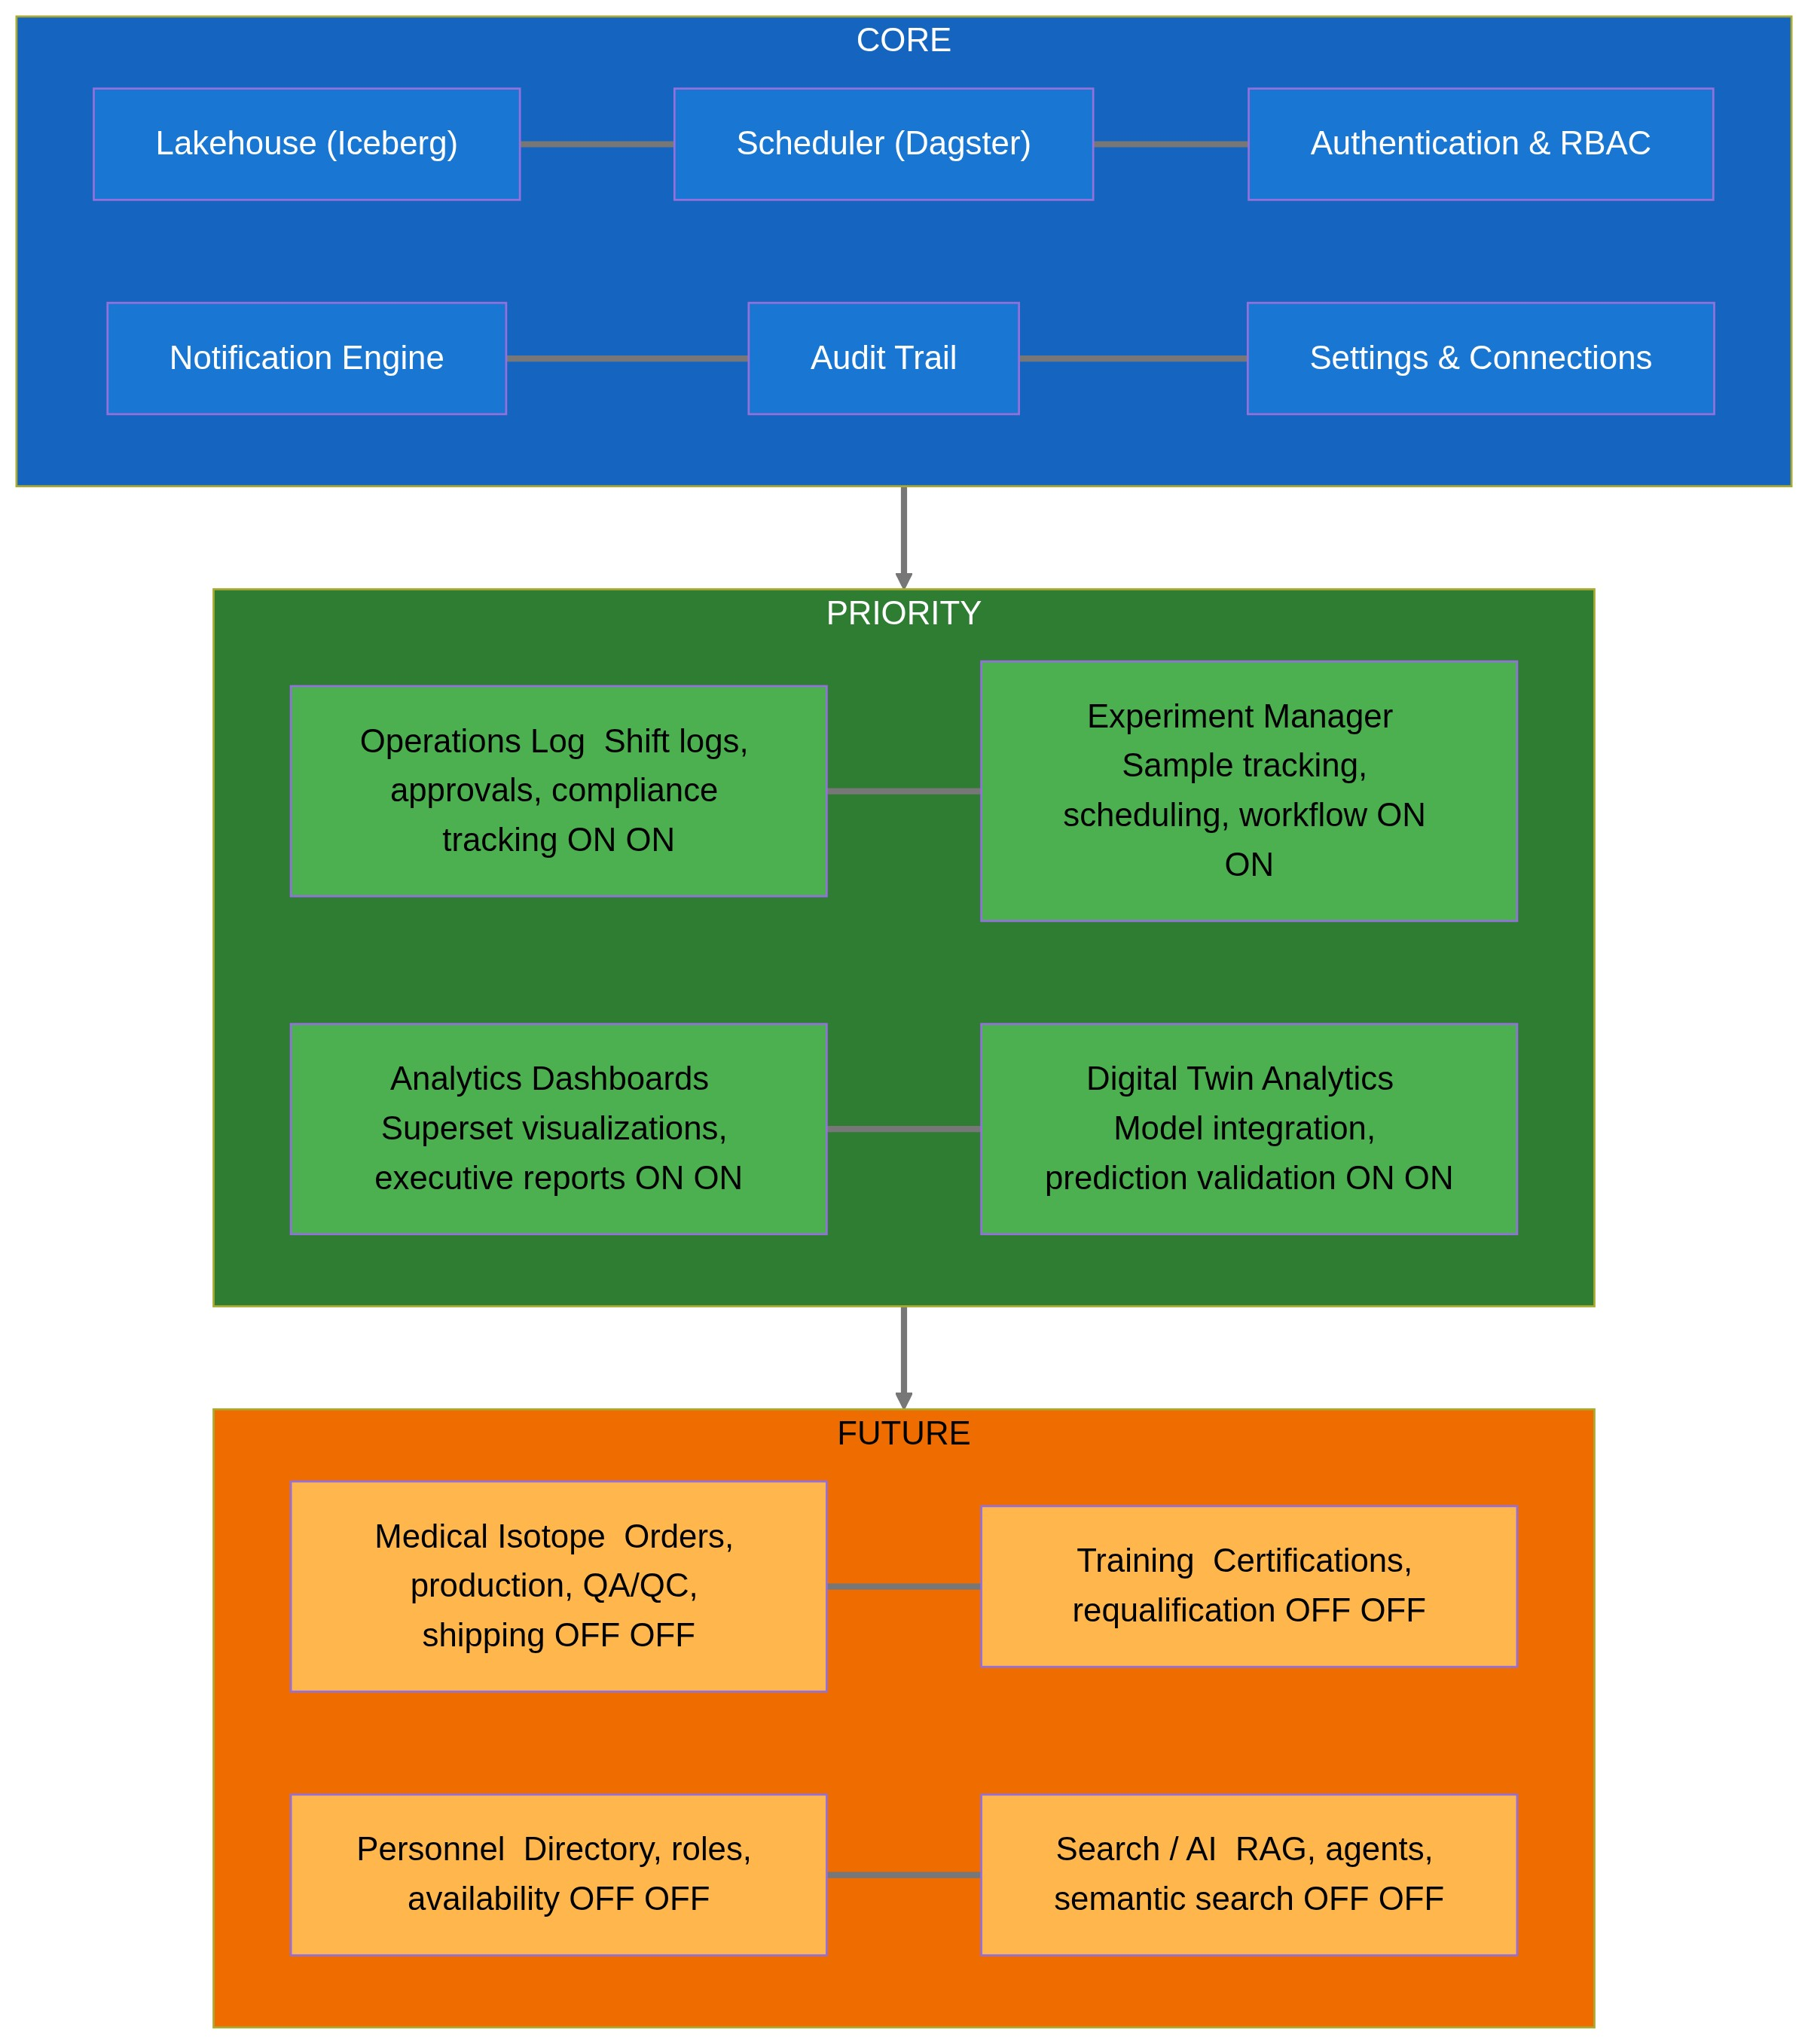 CORE
Lakehouse (Iceberg)
Scheduler (Dagster)
Authentication & RBAC
Notification Engine
Audit Trail
Settings & Connections
PRIORITY
Operations Log  Shift logs,
approvals, compliance
tracking ON ON
Experiment Manager
Sample tracking,
scheduling, workflow ON
ON
Analytics Dashboards
Superset visualizations,
executive reports ON ON
Digital Twin Analytics
Model integration,
prediction validation ON ON
FUTURE
Medical Isotope  Orders,
production, QA/QC,
shipping OFF OFF
Training  Certifications,
requalification OFF OFF
Personnel  Directory, roles,
availability OFF OFF
Search / AI  RAG, agents,
semantic search OFF OFF